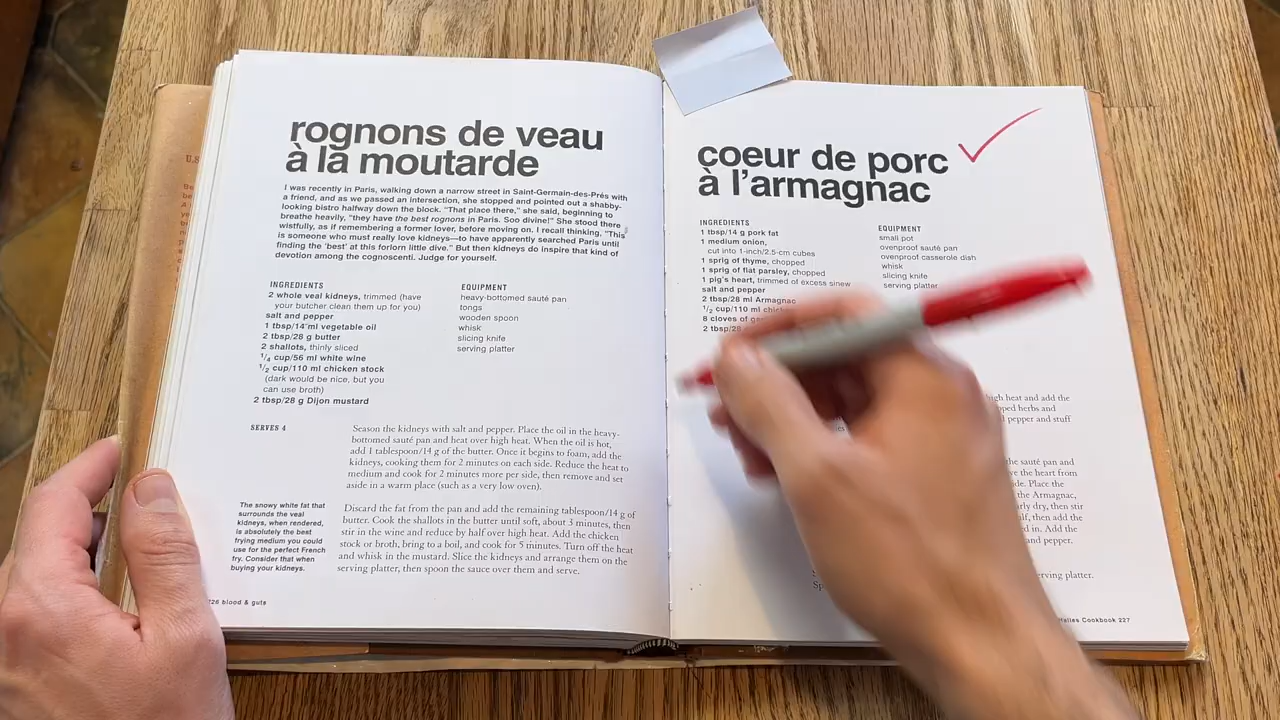 rognons de veau
à la moutarde
I was recently in Paris, walking down a narrow street in Saint-Germain-des-Prés with
a friend, and as we passed an intersection, she stopped and pointed out a shabby-
looking bistro halfway down the block. "That place there," she said, beginning to
breathe heavily, "they have the best rognons in Paris. Soo divine!" She stood there
wistfully, as if remembering a former lover, before moving on. I recall thinking, "This
is someone who must really love kidneys—to have apparently searched Paris until
finding the 'best' at this forlorn little dive." But then kidneys do inspire that kind of
devotion among the cognoscenti. Judge for yourself.
INGREDIENTS
2 whole veal kidneys, trimmed (have
your butcher clean them up for you)
salt and pepper
1 tbsp/14 ml vegetable oil
2 tbsp/28 g butter
2 shallots, thinly sliced
1/4 cup/56 ml white wine
1/2 cup/110 ml chicken stock
(dark would be nice, but you
can use broth)
2 tbsp/28 g Dijon mustard
EQUIPMENT
heavy-bottomed sauté pan
tongs
wooden spoon
whisk
slicing knife
serving platter
SERVES 4
Season the kidneys with salt and pepper. Place the oil in the heavy-
bottomed sauté pan and heat over high heat. When the oil is hot,
add 1 tablespoon/14 g of the butter. Once it begins to foam, add the
kidneys, cooking them for 2 minutes on each side. Reduce the heat to
medium and cook for 2 minutes more per side, then remove and set
aside in a warm place (such as a very low oven).
The snowy white fat that
surrounds the veal
kidneys, when rendered,
is absolutely the best
frying medium you could
use for the perfect French
fry. Consider that when
buying your kidneys.
Discard the fat from the pan and add the remaining tablespoon/14 g of
butter. Cook the shallots in the butter until soft, about 3 minutes, then
stir in the wine and reduce by half over high heat. Add the chicken
stock or broth, bring to a boil, and cook for 5 minutes. Turn off the heat
and whisk in the mustard. Slice the kidneys and arrange them on the
serving platter, then spoon the sauce over them and serve.
226 blood & guts
coeur de porc
à l'armagnac
INGREDIENTS
1 tbsp/14 g pork fat
1 medium onion,
cut into 1-inch/2.5-cm cubes
1 sprig of thyme, chopped
1 sprig of flat parsley, chopped
1 pig's heart, trimmed of excess sinew
salt and pepper
2 tbsp/28 ml Armagnac
1/2 cup/110 ml
8 cloves of
2 tbsp/28
EQUIPMENT
small pot
ovenproof sauté pan
ovenproof casserole dish
whisk
slicing knife
serving platter
high heat and add the
herbs and
pepper and stuff
the sauté pan and
the heart from
Place the
the Armagnac,
dry, then stir
then add the
in. Add the
and pepper.
serving platter.
Cookbook 227